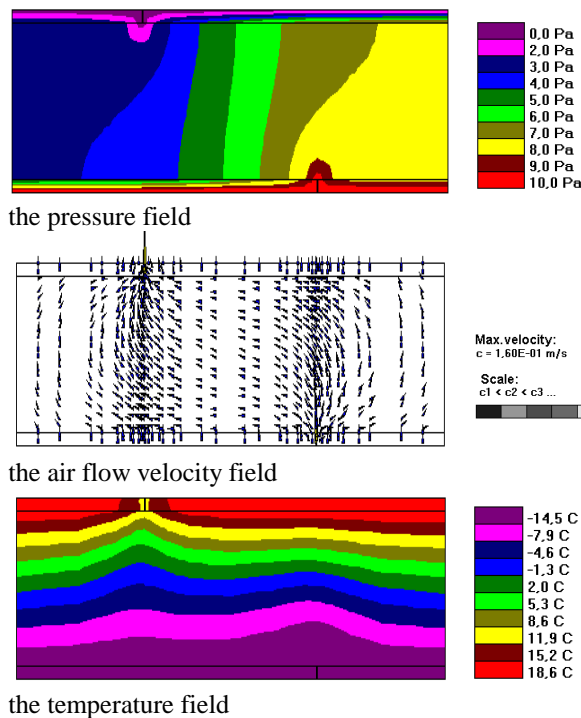 0,0 Pa
2,0 Pa
3,0 Pa
4,0 Pa
5,0 Pa
6,0 Pa
7,0 Pa
8,0 Pa
9,0 Pa
10,0 Pa
the pressure field
Max.velocity:
c = 1,60E-01 m/s
Scale:
c1 < c2 < c3 ...
the air flow velocity field
-14,5 C
-7,9 C
-4,6 C
-1,3 C
2,0 C
5,3 C
8,6 C
11,9 C
15,2 C
18,6 C
the temperature field